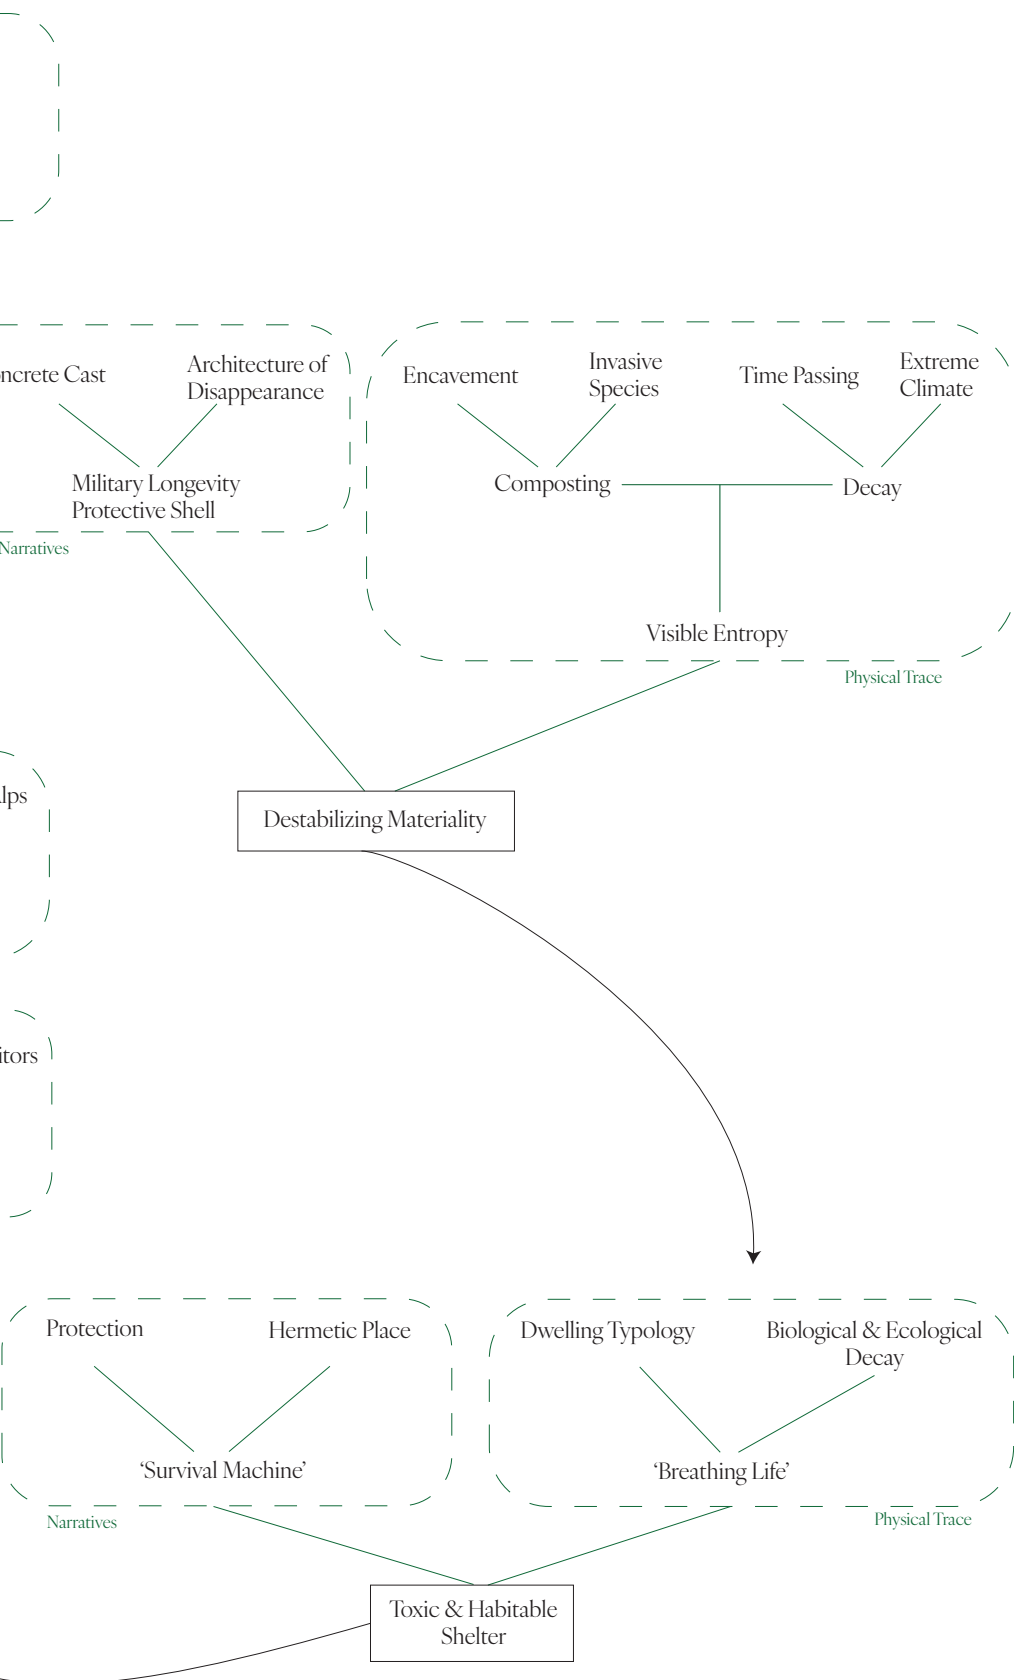 Cast
Architecture of
Disappearance
Encavement
Invasive
Species
Time Passing
Extreme
Climate
Military Longevity
Protective Shell
Composting
Decay
Narratives
Visible Entropy
Physical Trace
Destabilizing Materiality
Protection
Hermetic Place
Dwelling Typology
Biological & Ecological
Decay
‘Survival Machine’
‘Breathing Life’
Narratives
Physical Trace
Toxic & Habitable
Shelter